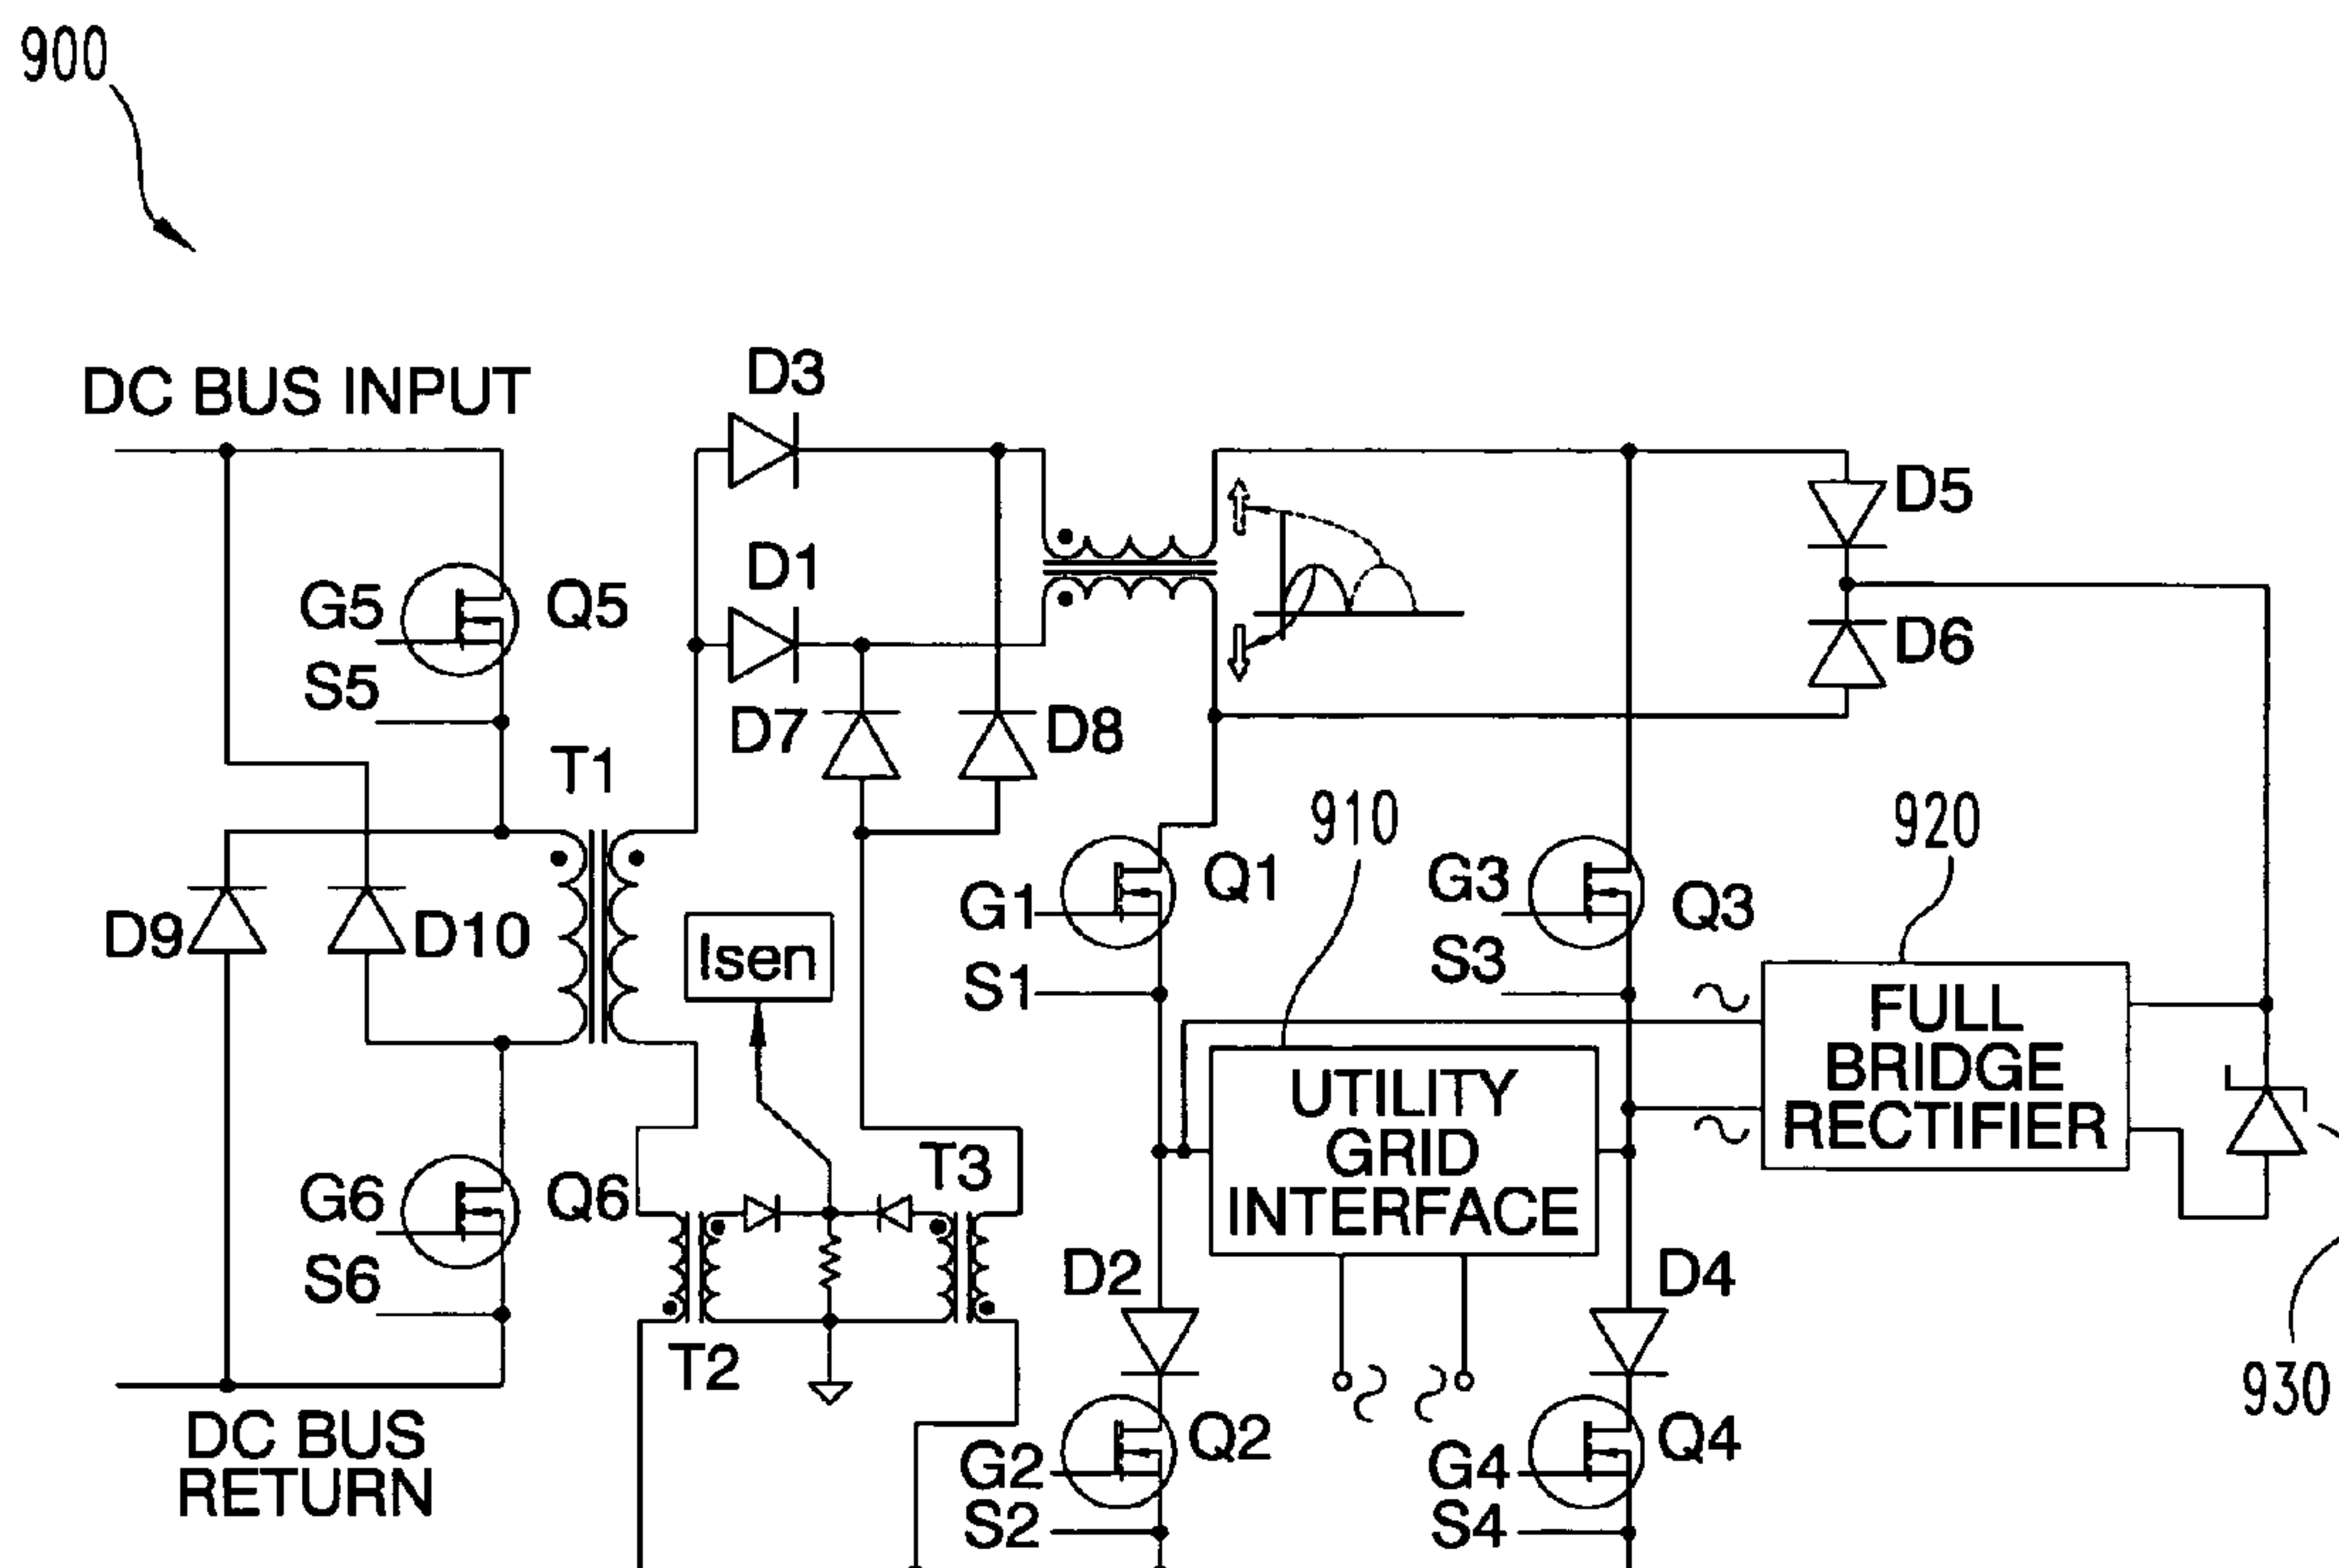 900
DC BUS INPUT
D3
D1
D5
D6
G5
Q5
S5
D7
D8
T1
910
920
G1
Q1
S1
G3
Q3
S3
D9
D10
Isen
FULL
BRIDGE
RECTIFIER
UTILITY
GRID
INTERFACE
G6
Q6
S6
T3
T2
D2
D4
930
DC BUS
RETURN
G2
Q2
S2
G4
Q4
S4